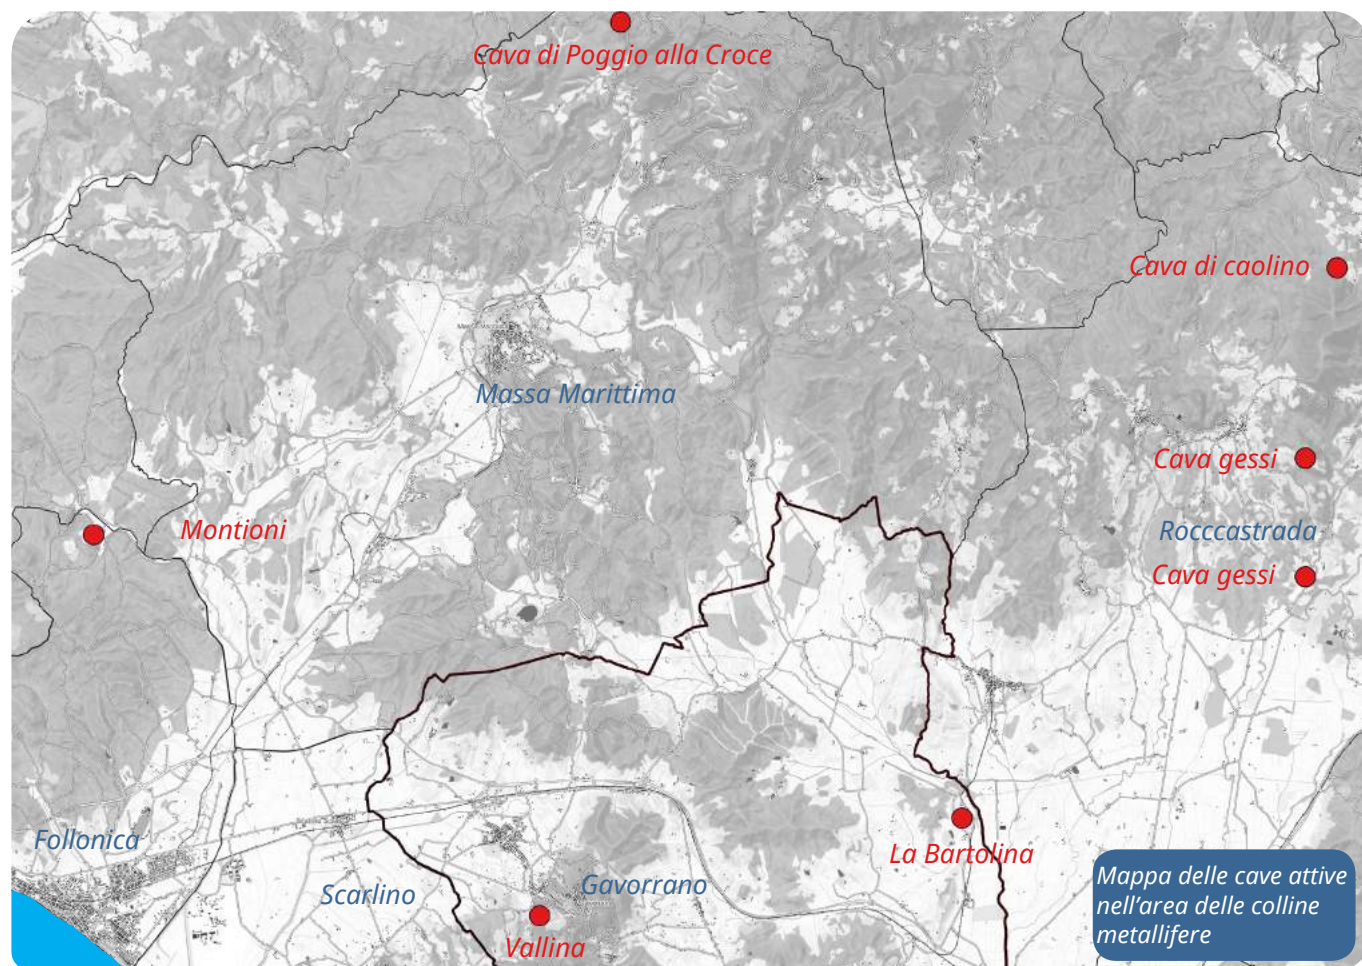 Cava di Poggio alla Croce
Cava di caolino
Massa Marittima
Cava gessi
Montioni
Rocccastrada
Cava gessi
Follonica
La Bartolina
Scarlino
Gavorrano
Vallina
Mappa delle cave attive
nell'area delle colline
metallifere